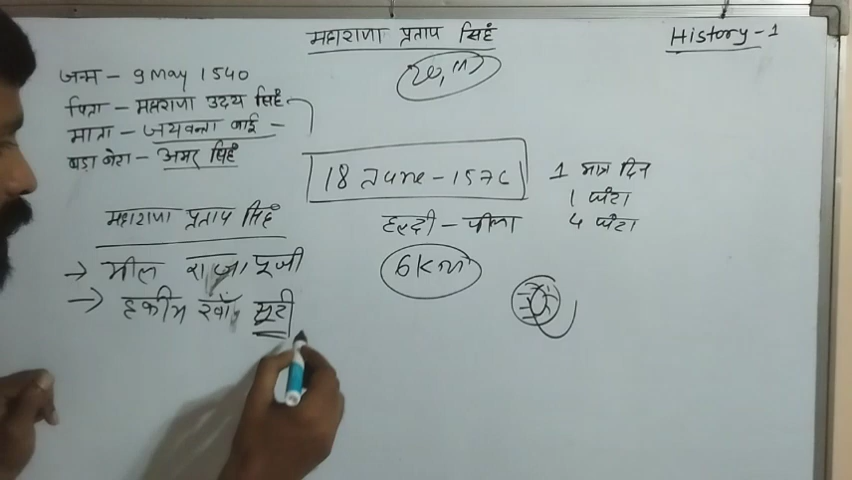 महाराणा प्रताप सिहं
History-1
जन्म - 9 May 1540
पिता - महाराणा उदय सिहं
माता - जयवन्ता बाई -
बड़ा बेटा - अमर सिहं
18 June - 1576
1 मात्र दिन
1 घंटा
4 घंटा
हल्दी - पीला
6 Km
महाराणा प्रताप सिहं
→ भील राजा पूंजी
→ हकीम खाँ सूरी